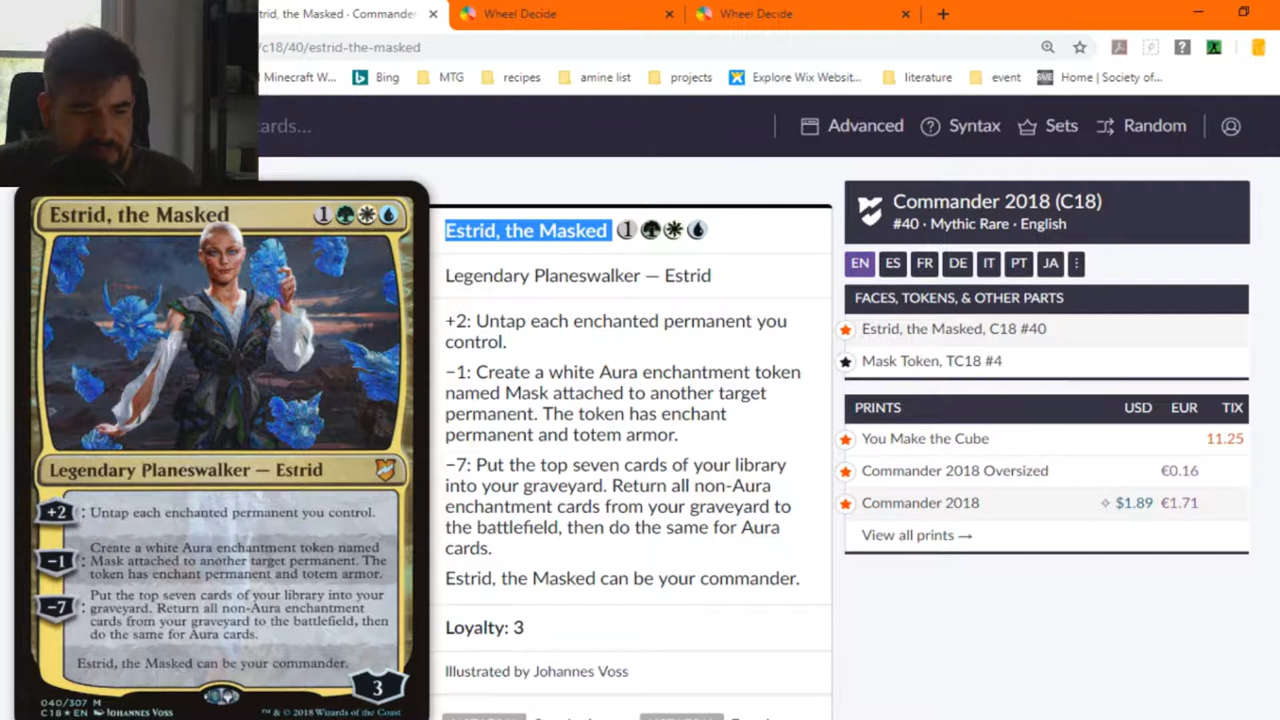 trid, the Masked · Commander
Wheel Decide
Wheel Decide
/c18/40/estrid-the-masked
Minecraft W...
Bing
MTG
recipes
amine list
projects
Explore Wix Websit...
literature
event
Home | Society of...
ards...
Advanced
Syntax
Sets
Random
Estrid, the Masked 1
Legendary Planeswalker — Estrid
+2 : Untap each enchanted permanent you control.
Create a white Aura enchantment token named
−1 : Mask attached to another target permanent. The
token has enchant permanent and totem armor.
Put the top seven cards of your library into your
−7 : graveyard. Return all non-Aura enchantment
cards from your graveyard to the battlefield, then
do the same for Aura cards.
Estrid, the Masked can be your commander.
3
040/307 M
C18 ★ EN Johannes Voss
™ & © 2018 Wizards of the Coast
Estrid, the Masked 1
Legendary Planeswalker — Estrid
+2: Untap each enchanted permanent you
control.
−1: Create a white Aura enchantment token
named Mask attached to another target
permanent. The token has enchant
permanent and totem armor.
−7: Put the top seven cards of your library
into your graveyard. Return all non-Aura
enchantment cards from your graveyard to
the battlefield, then do the same for Aura
cards.
Estrid, the Masked can be your commander.
Loyalty: 3
Illustrated by Johannes Voss
Commander 2018 (C18)
#40 · Mythic Rare · English
EN ES FR DE IT PT JA
FACES, TOKENS, & OTHER PARTS
Estrid, the Masked, C18 #40
Mask Token, TC18 #4
PRINTS USD EUR TIX
You Make the Cube 11.25
Commander 2018 Oversized €0.16
Commander 2018 $1.89 €1.71
View all prints →